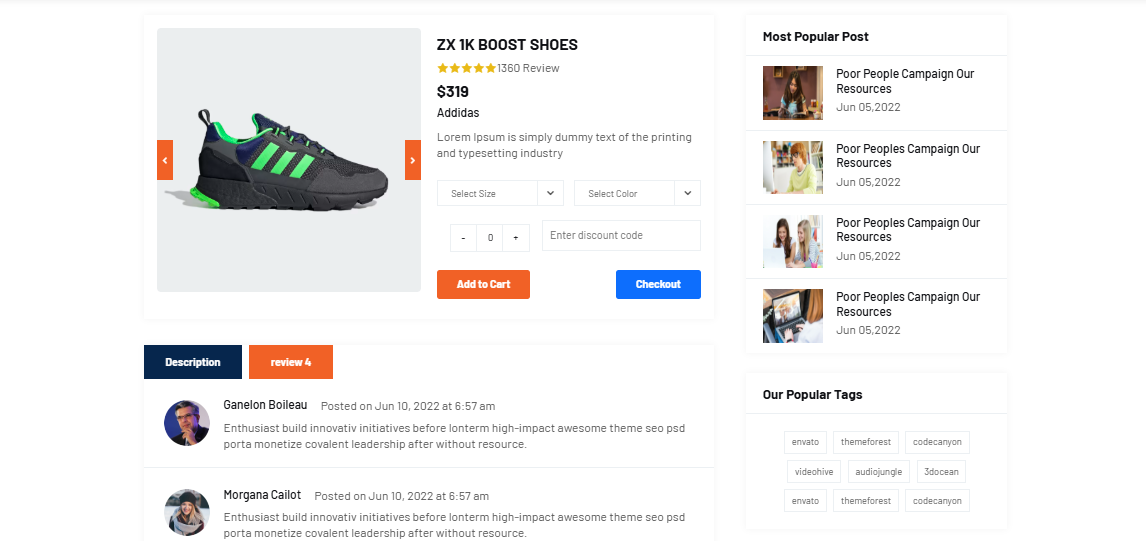 ZX 1K BOOST SHOES
1360 Review
$319
Addidas
Lorem Ipsum is simply dummy text of the printing
and typesetting industry
Select Size
Select Color
- 0 +
Enter discount code
Add to Cart
Checkout
Description
review 4
Ganelon Boileau Posted on Jun 10, 2022 at 6:57 am
Enthusiast build innovativ initiatives before lonterm high-impact awesome theme seo psd
porta monetize covalent leadership after without resource.
Morgana Cailot Posted on Jun 10, 2022 at 6:57 am
Enthusiast build innovativ initiatives before lonterm high-impact awesome theme seo psd
porta monetize covalent leadership after without resource.
Most Popular Post
Poor People Campaign Our
Resources
Jun 05,2022
Poor Peoples Campaign Our
Resources
Jun 05,2022
Poor Peoples Campaign Our
Resources
Jun 05,2022
Poor Peoples Campaign Our
Resources
Jun 05,2022
Our Popular Tags
envato themeforest codecanyon
videohive audiojungle 3docean
envato themeforest codecanyon